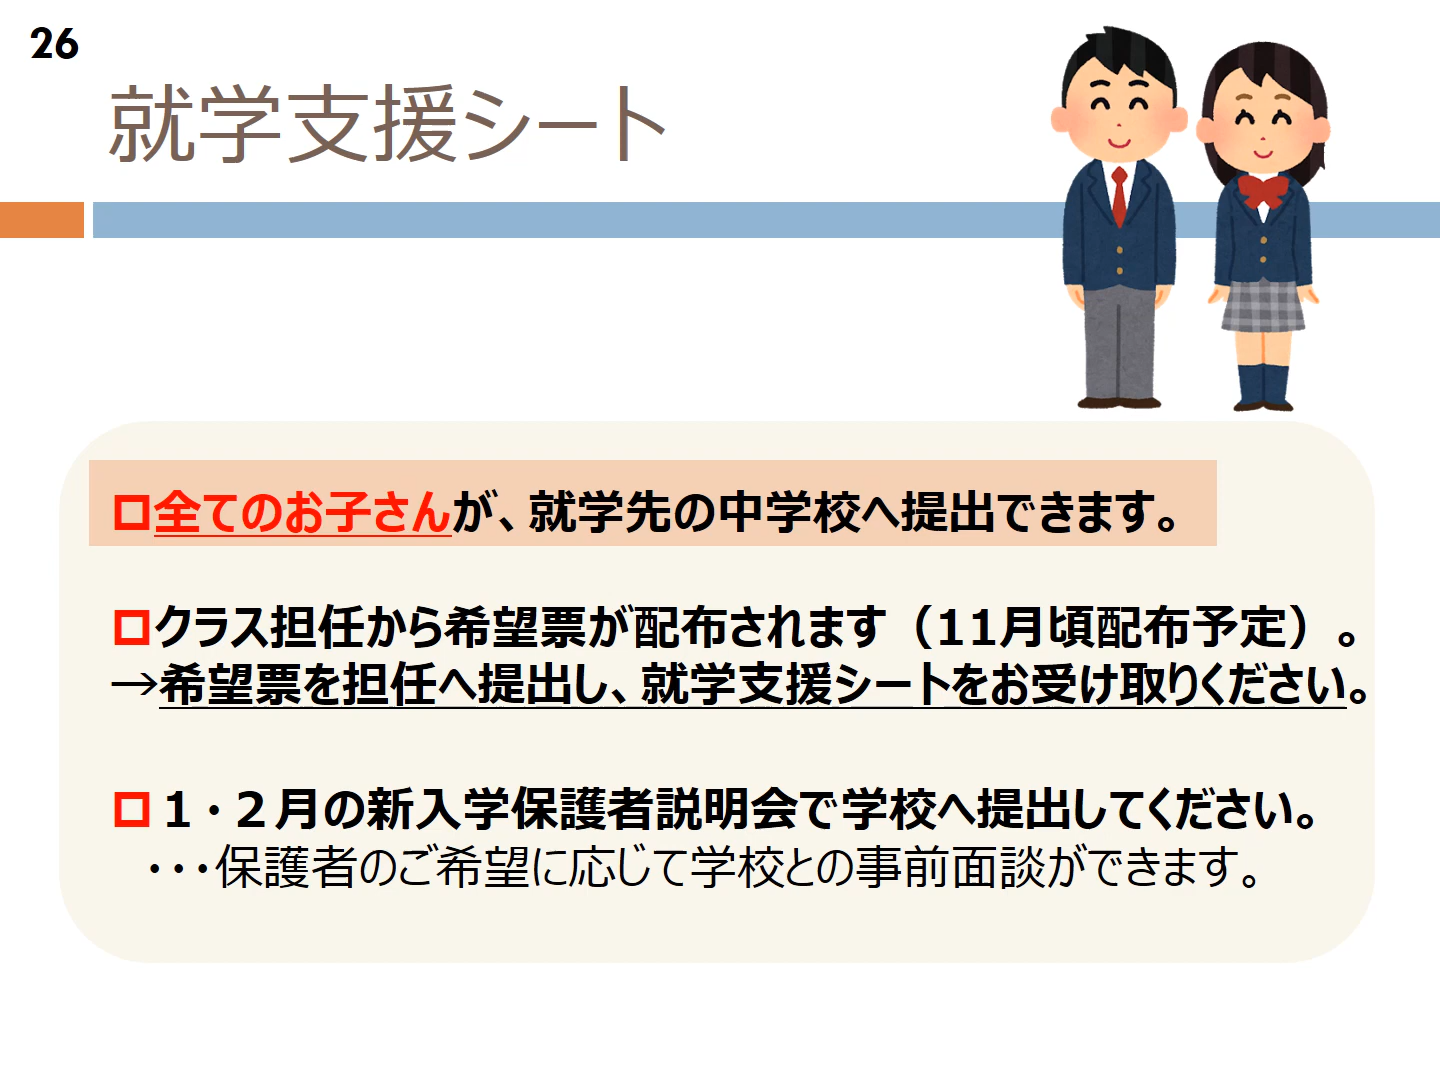 26
就学支援シート
□全てのお子さんが、就学先の中学校へ提出できます。
□クラス担任から希望票が配布されます（11月頃配布予定）。
→希望票を担任へ提出し、就学支援シートをお受け取りください。
□１・２月の新入学保護者説明会で学校へ提出してください。
・・・保護者のご希望に応じて学校との事前面談ができます。